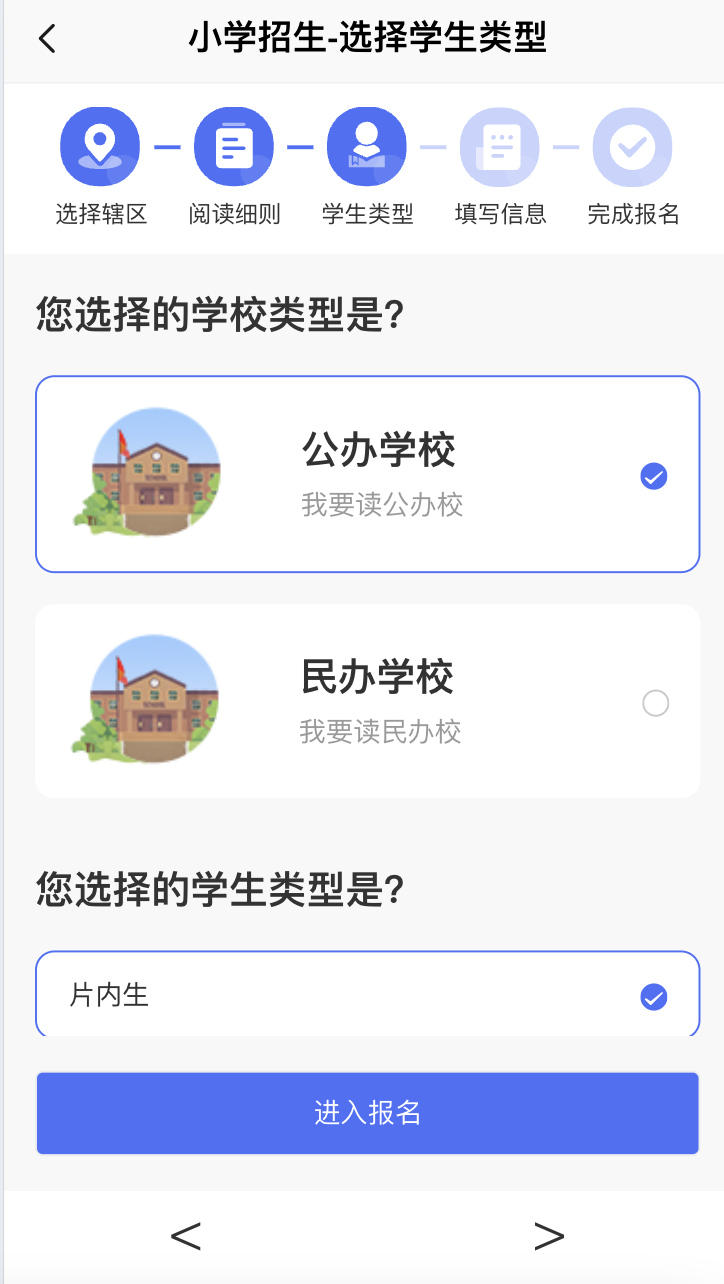 小学招生-选择学生类型
选择辖区 阅读细则 学生类型 填写信息 完成报名
您选择的学校类型是?
公办学校
我要读公办校
民办学校
我要读民办校
您选择的学生类型是?
片内生
进入报名
< >